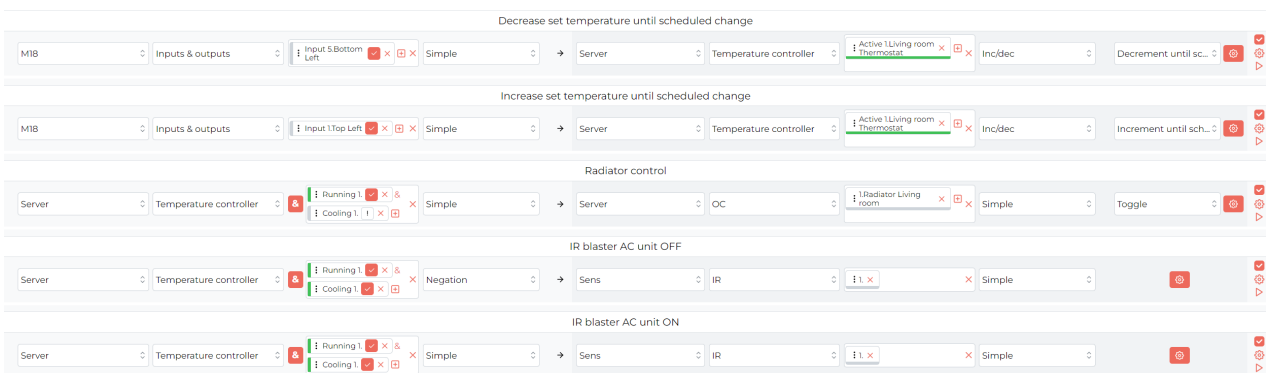 Decrease set temperature until scheduled change
M18 Inputs & outputs Input 5.Bottom Left Simple → Server Temperature controller Active 1.Living room Thermostat Inc/dec Decrement until sc...
Increase set temperature until scheduled change
M18 Inputs & outputs Input 1.Top Left Simple → Server Temperature controller Active 1.Living room Thermostat Inc/dec Increment until sch...
Radiator control
Server Temperature controller & Running 1. & Simple → Server OC 1.Radiator Living room Simple Toggle
Cooling 1. !
IR blaster AC unit OFF
Server Temperature controller & Running 1. & Negation → Sens IR 1. Simple
Cooling 1.
IR blaster AC unit ON
Server Temperature controller & Running 1. & Simple → Sens IR 1. Simple
Cooling 1.